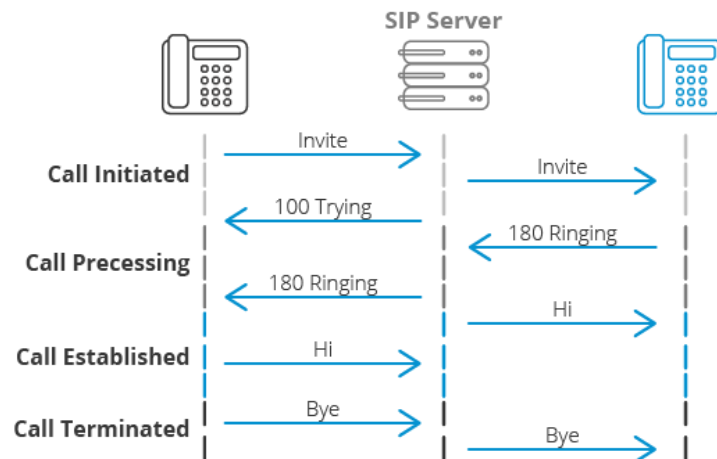 SIP Server
Invite
Call Initiated
Invite
100 Trying
180 Ringing
Call Precessing
180 Ringing
Hi
Call Established
Hi
Bye
Call Terminated
Bye